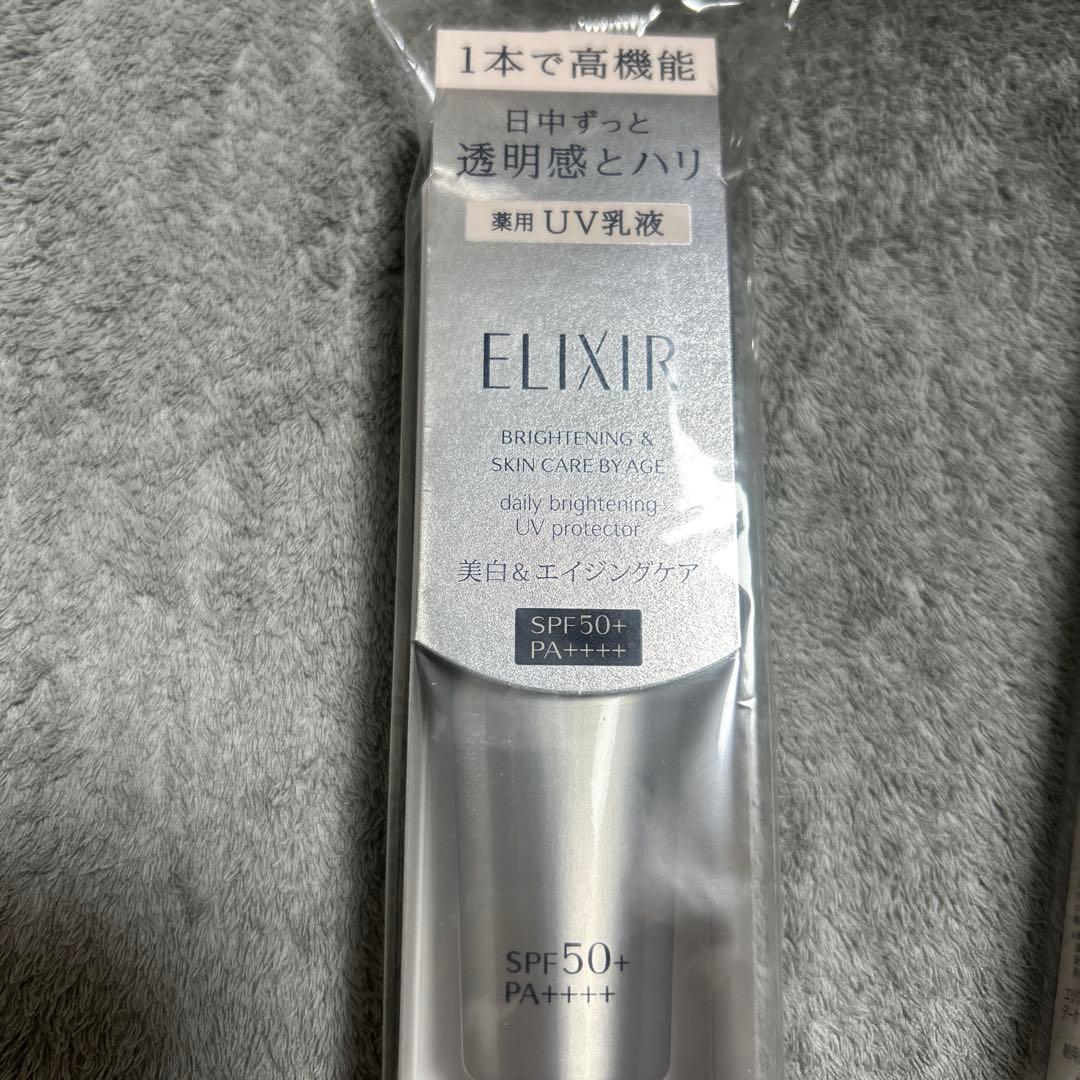 1本で高機能
日中ずっと
透明感とハリ
薬用 UV乳液
ELIXIR
BRIGHTENING &
SKIN CARE BY AGE
daily brightening
UV protector
美白&エイジングケア
SPF50+
PA++++
SPF50+
PA++++